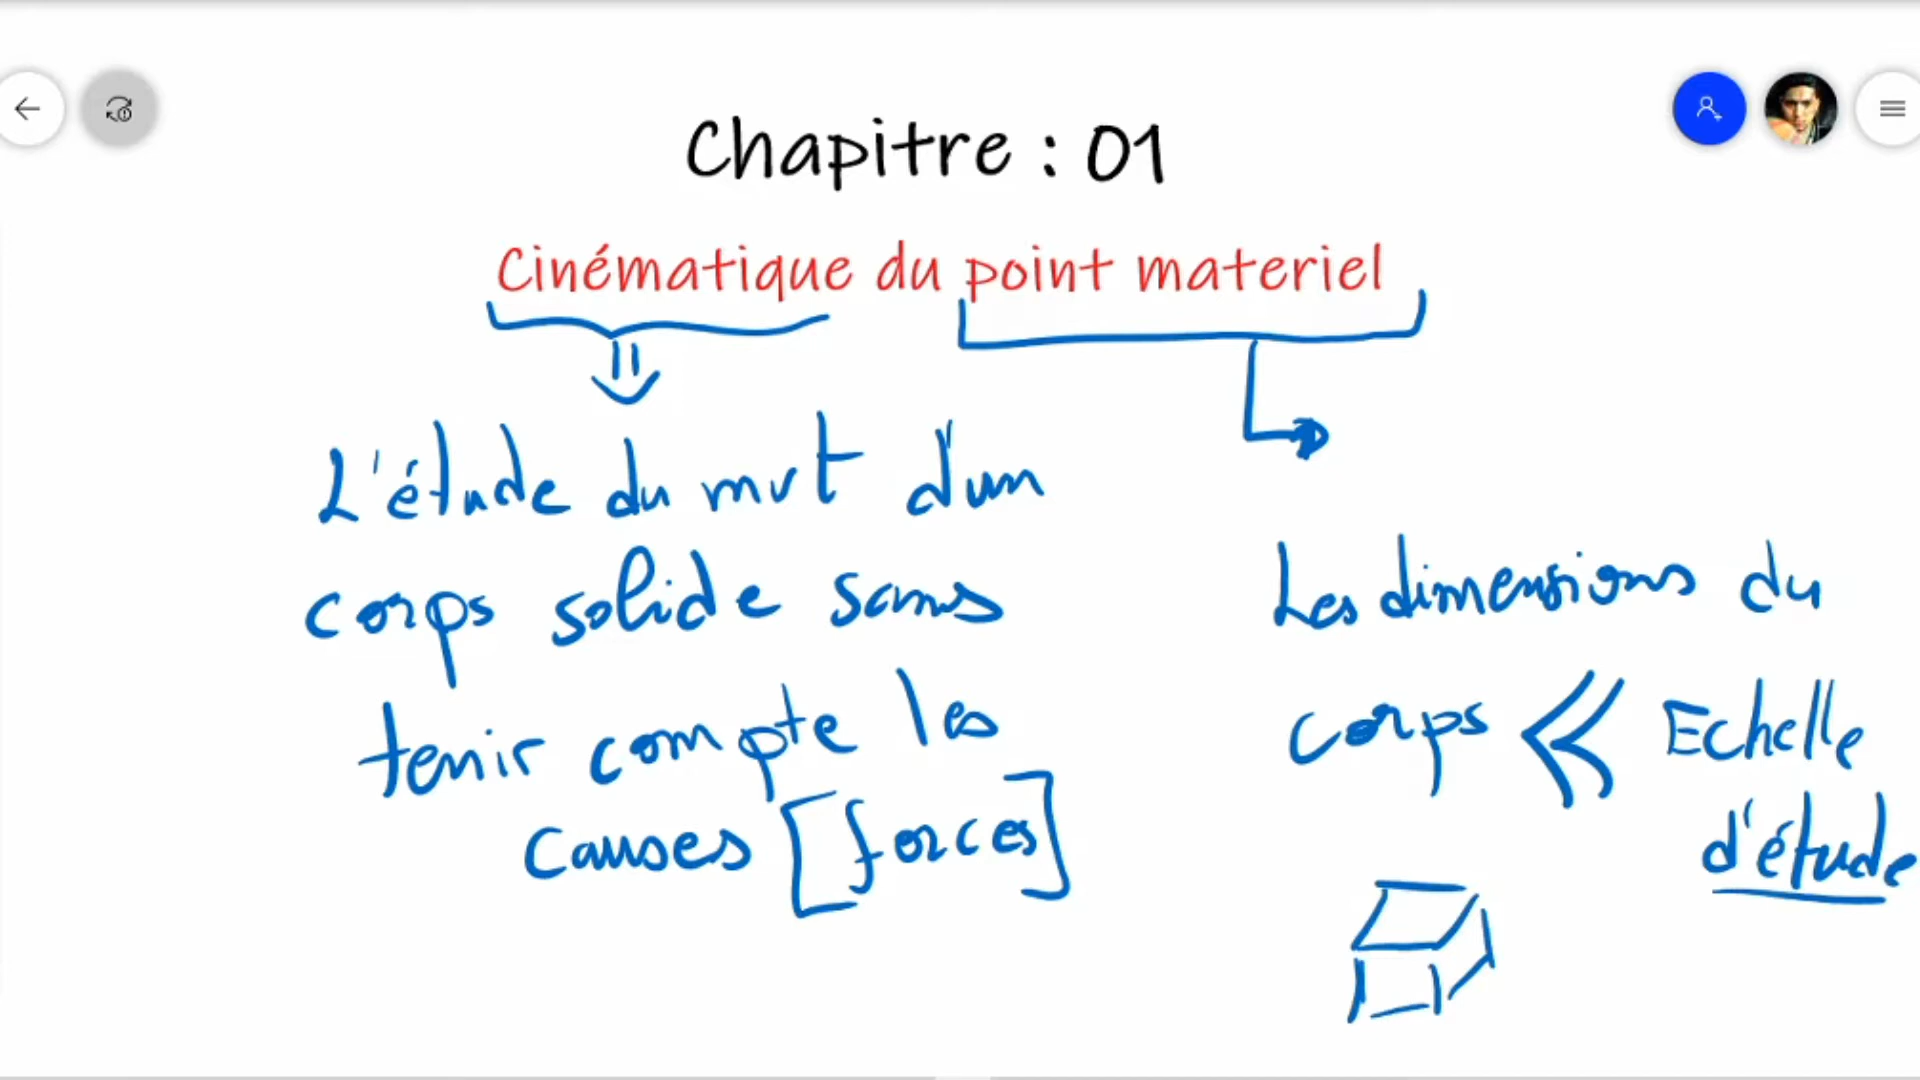 Chapitre : 01
Cinématique du point materiel
L'étude du mvt d'un
corps solide sans
tenir compte les
causes [forces]
Les dimensions du
corps << Echelle
d'étude